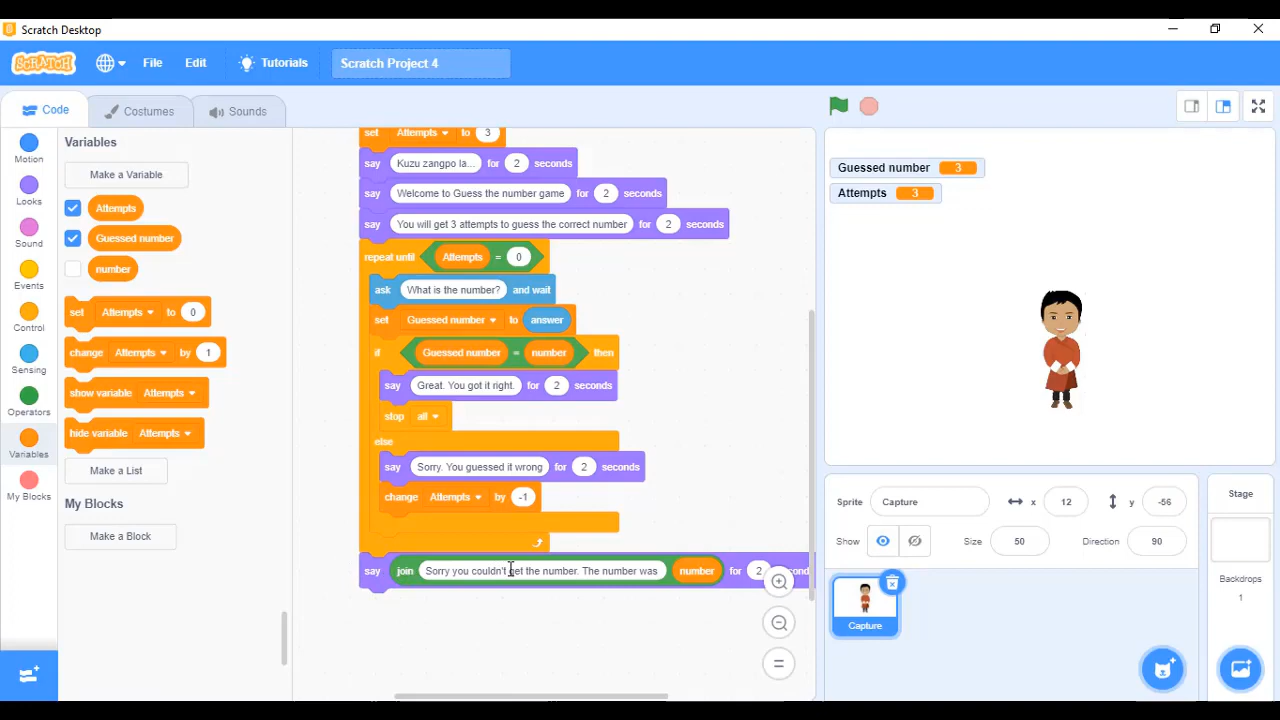 Scratch Desktop
SCRATCH File Edit Tutorials Scratch Project 4
Code Costumes Sounds
Motion
Looks
Sound
Events
Control
Sensing
Operators
Variables
My Blocks
Variables
Make a Variable
Attempts
Guessed number
number
set Attempts to 0
change Attempts by 1
show variable Attempts
hide variable Attempts
Make a List
My Blocks
Make a Block
set Attempts to 3
say Kuzu zangpo la... for 2 seconds
say Welcome to Guess the number game for 2 seconds
say You will get 3 attempts to guess the correct number for 2 seconds
repeat until Attempts = 0
ask What is the number? and wait
set Guessed number to answer
if Guessed number = number then
say Great. You got it right. for 2 seconds
stop all
else
say Sorry. You guessed it wrong for 2 seconds
change Attempts by -1
say join Sorry you couldn't get the number. The number was number for 2
Guessed number 3
Attempts 3
Sprite Capture x 12 y -56
Show Size 50 Direction 90
Capture
Stage
Backdrops
1